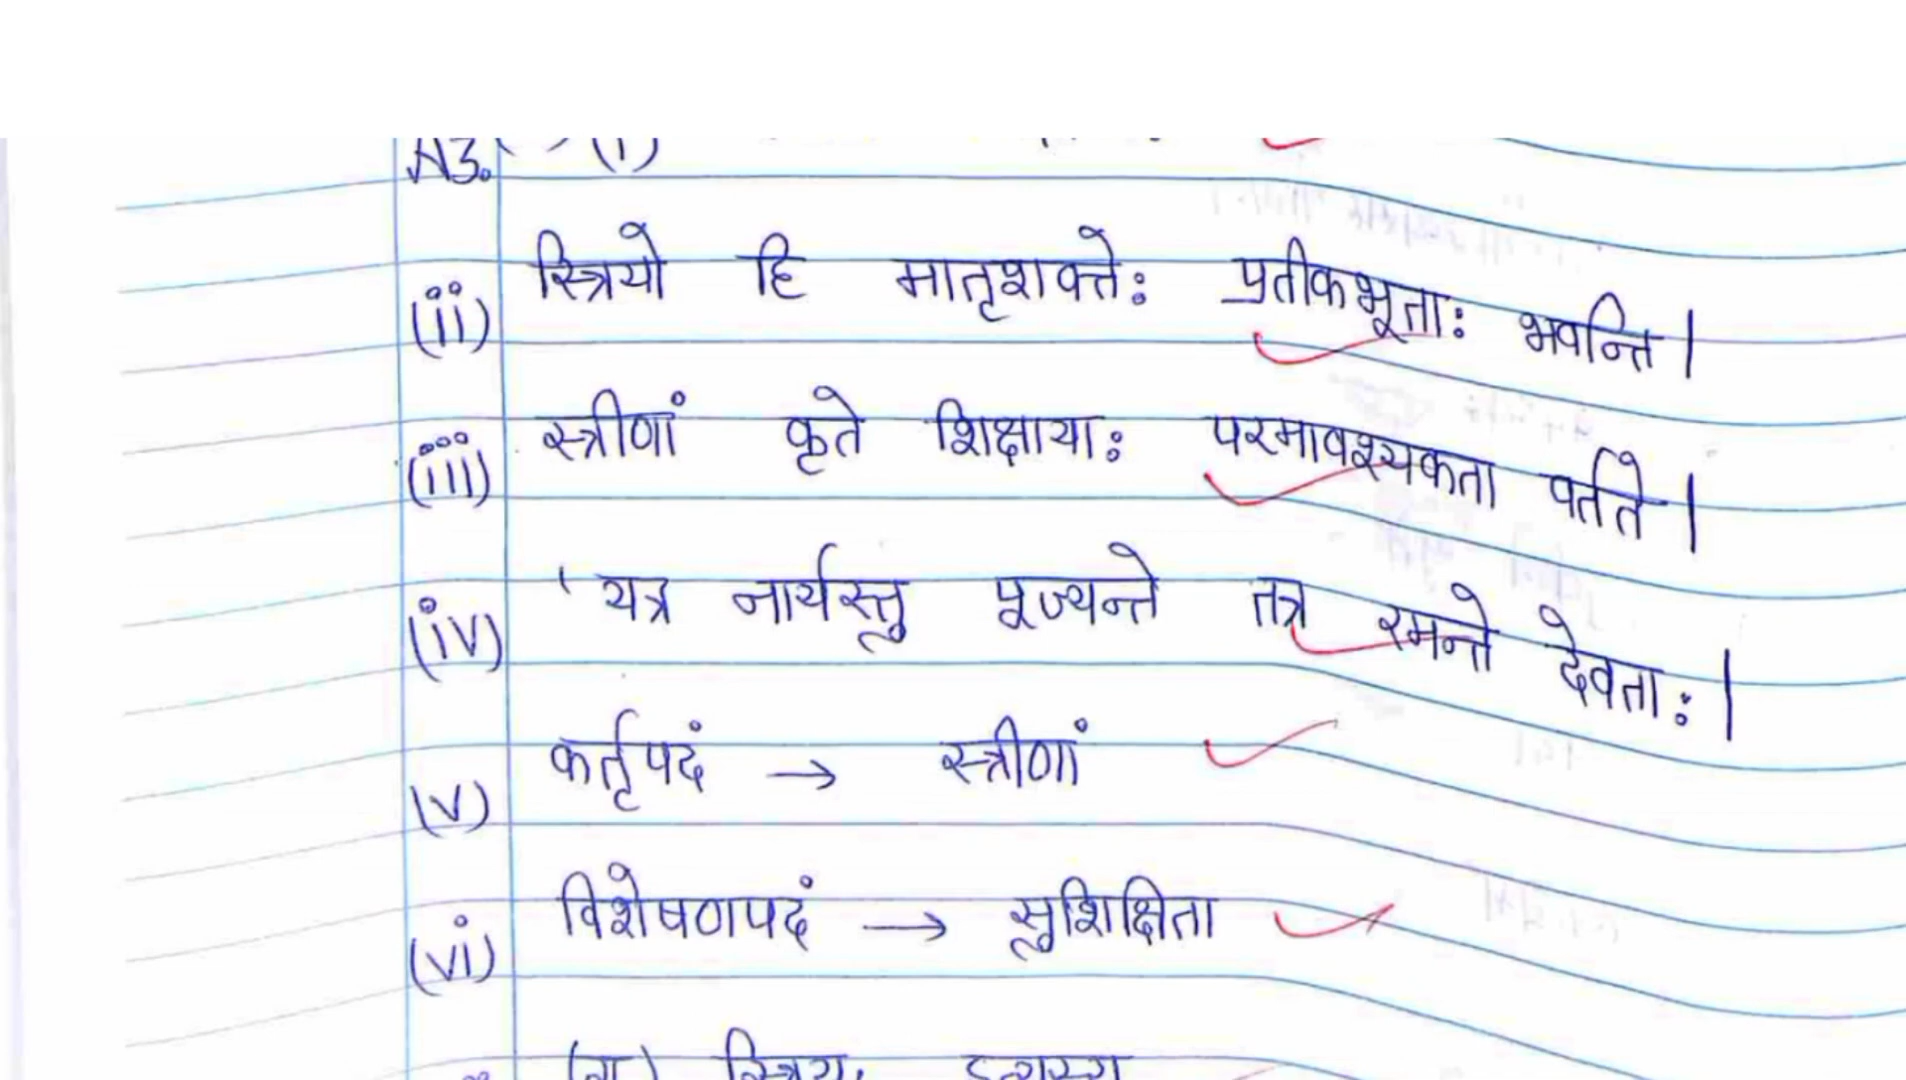 A3. (i)
(ii) स्त्रियो हि मातृशक्तेः प्रतीकभूताः भवन्ति।
(iii) स्त्रीणां कृते शिक्षायाः परमावश्यकता वर्तते।
(iv) ' यत्र नार्यस्तु पूज्यन्ते तत्र रमन्ते देवताः।
(v) कर्तृपदं → स्त्रीणां
(vi) विशेषणपदं → सुशिक्षिता